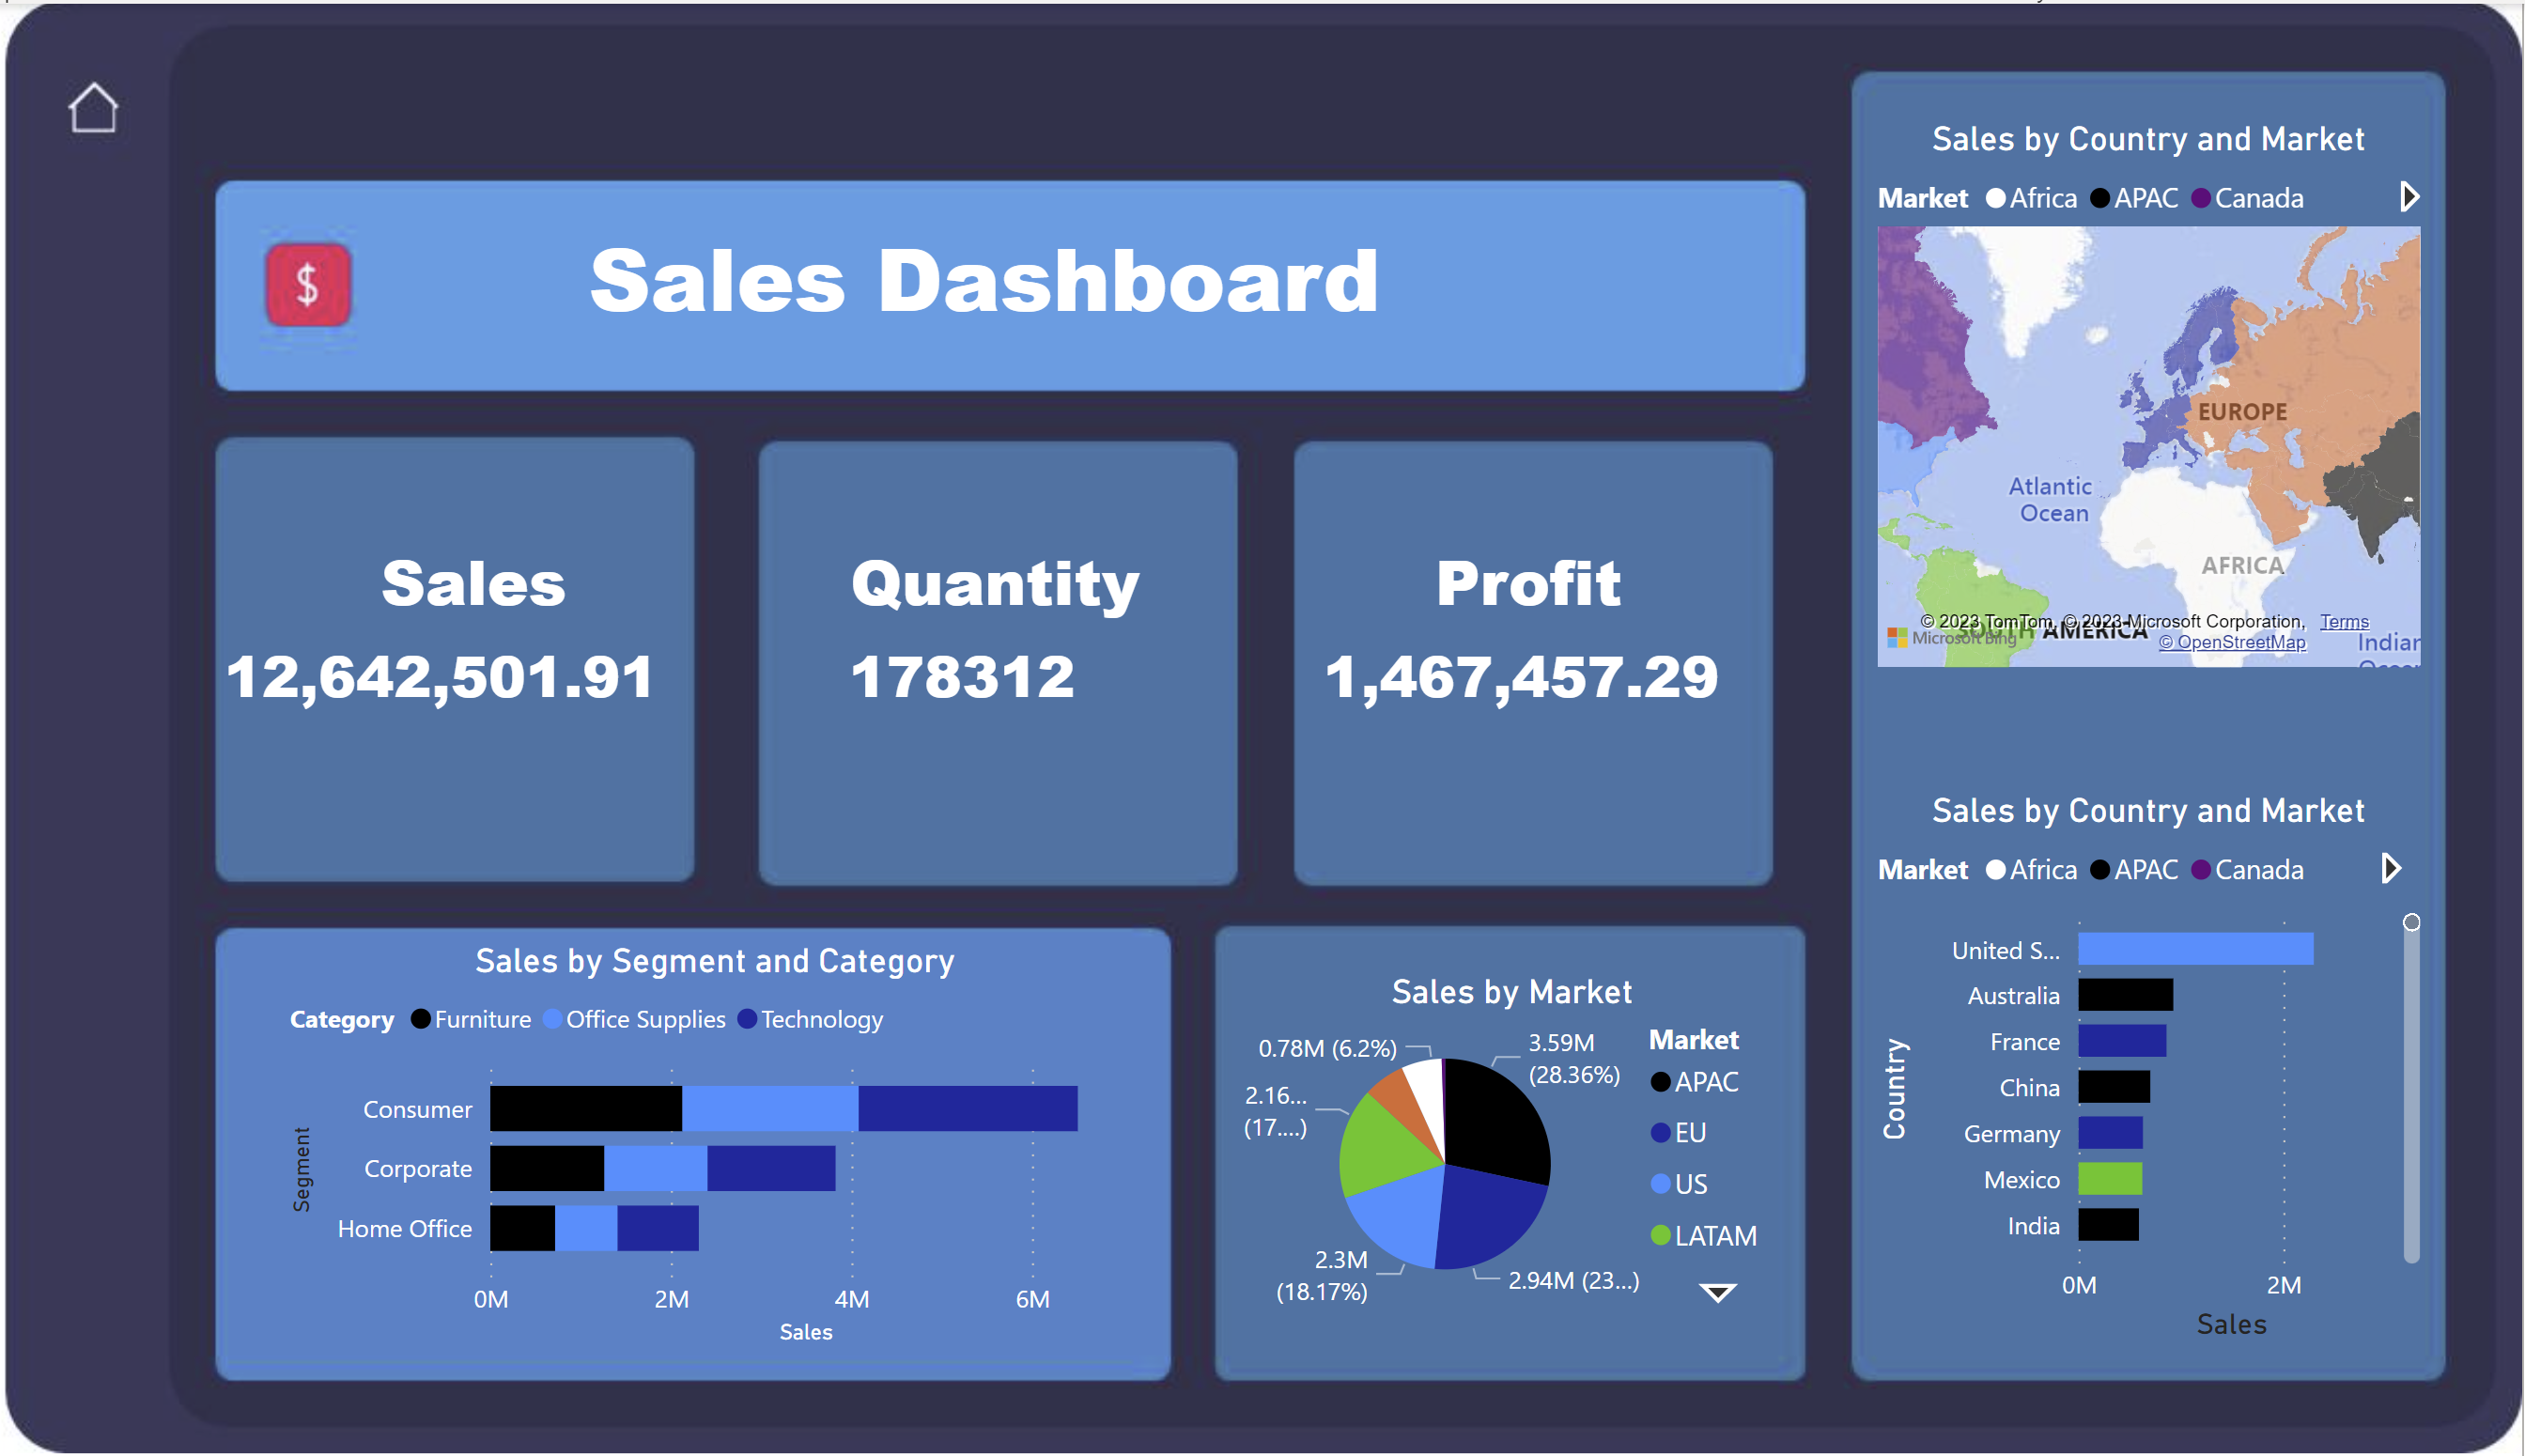 $
Sales Dashboard
Sales
12,642,501.91
Quantity
178312
Profit
1,467,457.29
Sales by Segment and Category
Category Furniture Office Supplies Technology
Segment
Consumer
Corporate
Home Office
0M 2M 4M 6M
Sales
Sales by Market
0.78M (6.2%)
3.59M
(28.36%)
2.16...
(17....)
2.3M
(18.17%)
2.94M (23...)
Market
APAC
EU
US
LATAM
Sales by Country and Market
Market Africa APAC Canada
EUROPE
Atlantic
Ocean
AFRICA
SOUTH AMERICA
© 2023 TomTom, © 2023 Microsoft Corporation, Terms
Microsoft Bing
© OpenStreetMap
Indian
Sales by Country and Market
Market Africa APAC Canada
Country
United S...
Australia
France
China
Germany
Mexico
India
0M 2M
Sales